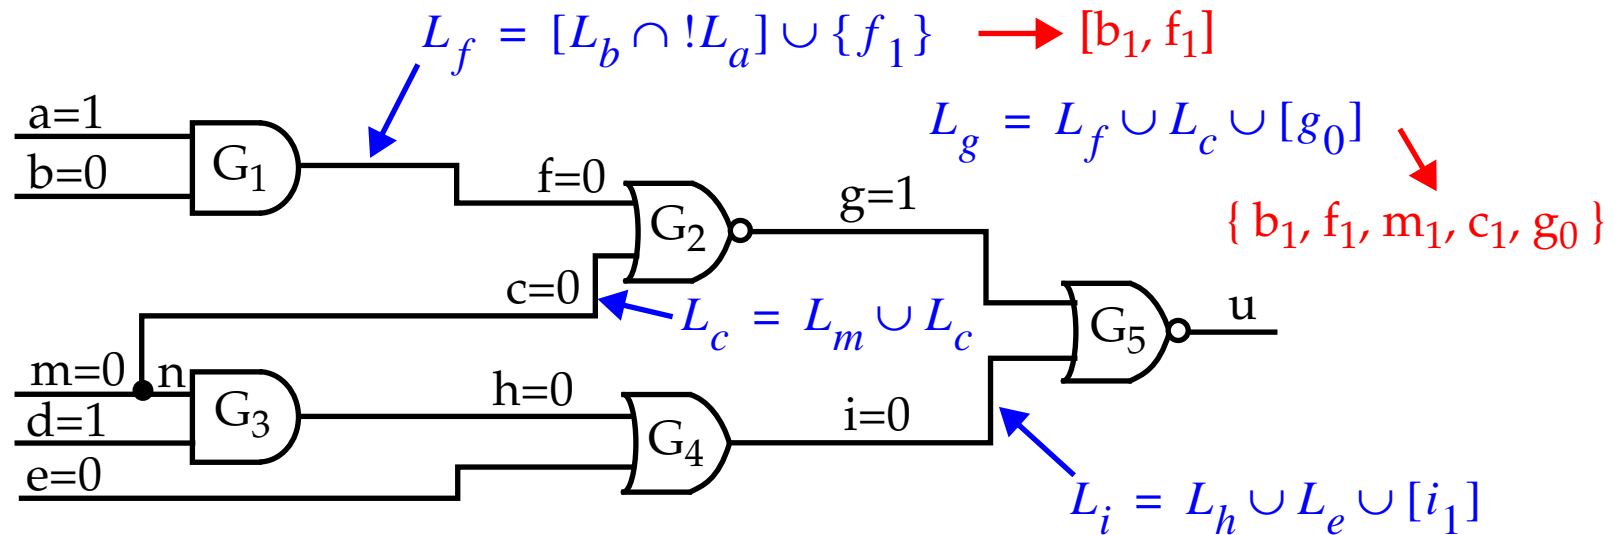 L_f = [L_b ∩ !L_a] ∪ {f_1}
[b_1, f_1]
a=1
L_g = L_f ∪ L_c ∪ [g_0]
b=0
G_1
f=0
g=1
{ b_1, f_1, m_1, c_1, g_0 }
G_2
c=0
L_c = L_m ∪ L_c
u
G_5
m=0
n
h=0
d=1
G_3
i=0
G_4
e=0
L_i = L_h ∪ L_e ∪ [i_1]